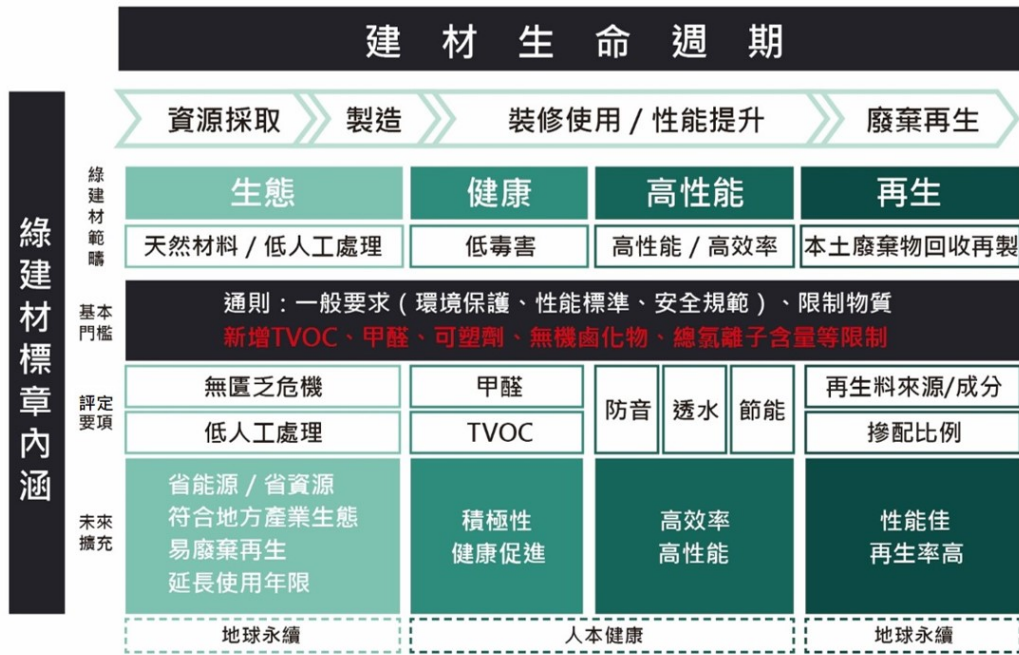 建材生命週期
資源採取
製造
裝修使用 / 性能提升
廢棄再生
綠建材標章內涵
綠建材範疇
生態
健康
高性能
再生
天然材料 / 低人工處理
低毒害
高性能 / 高效率
本土廢棄物回收再製
基本
門檻
通則：一般要求（環境保護、性能標準、安全規範）、限制物質
新增TVOC、甲醛、可塑劑、無機鹵化物、總氯離子含量等限制
評定
要項
無匱乏危機
甲醛
防音
透水
節能
再生料來源/成分
低人工處理
TVOC
摻配比例
未來
擴充
省能源 / 省資源
符合地方產業生態
易廢棄再生
延長使用年限
積極性
健康促進
高效率
高性能
性能佳
再生率高
地球永續
人本健康
地球永續